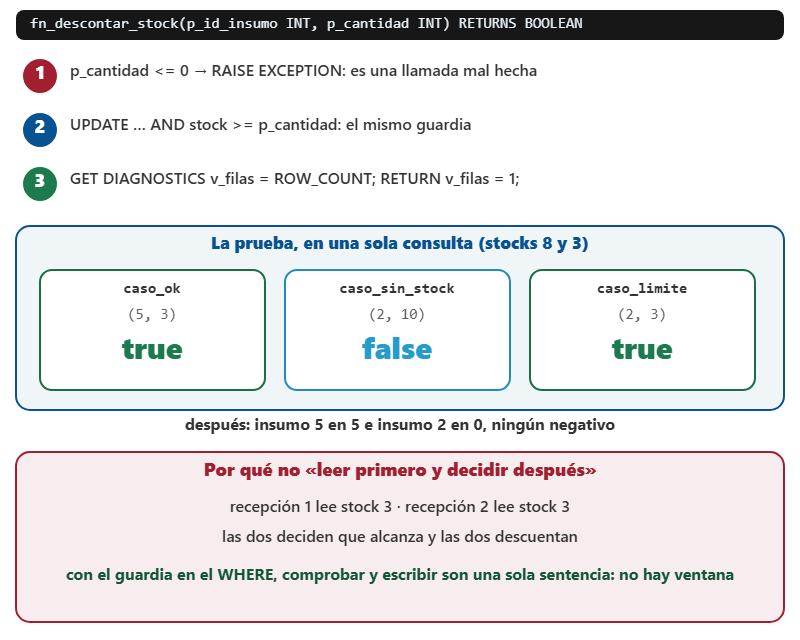 fn_descontar_stock(p_id_insumo INT, p_cantidad INT) RETURNS BOOLEAN
1 p_cantidad <= 0 → RAISE EXCEPTION: es una llamada mal hecha
2 UPDATE ... AND stock >= p_cantidad: el mismo guardia
3 GET DIAGNOSTICS v_filas = ROW_COUNT; RETURN v_filas = 1;
La prueba, en una sola consulta (stocks 8 y 3)
caso_ok
(5, 3)
true
caso_sin_stock
(2, 10)
false
caso_limite
(2, 3)
true
después: insumo 5 en 5 e insumo 2 en 0, ningún negativo
Por qué no «leer primero y decidir después»
recepción 1 lee stock 3 · recepción 2 lee stock 3
las dos deciden que alcanza y las dos descuentan
con el guardia en el WHERE, comprobar y escribir son una sola sentencia: no hay ventana